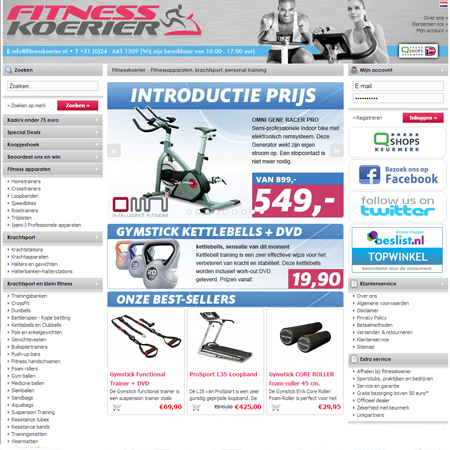 FITNESS
KOERIER
Over ons >
Klantenservice >
Mijn account >
E info@fitnesskoerier.nl • T +31 (0)24 - 645 1309 [Wij zijn bereikbaar van 10.00 - 17.00 uur]
QSHOPS
KEURMERK
Zoeken
Zoeken...
» Zoeken op merk
Zoeken »
Kado's onder 75 euro
Special Deals
Koopjeshoek
Beoordeel ons en win
Fitness apparaten
Hometrainers
Crosstrainers
Loopbanden
Speedbikes
Roeitrainers
Trilplaten
(semi-) Professionele apparaten
Krachtsport
Krachtstations
Krachtapparaten
Halters en gewichten
Halterbanken-halterstations
Krachtsport en klein fitness
Trainingsbanken
CrossFit
Dumbells
Battleropes - Rope training
Kettlebells en Clubbells
Pols en enkelgewichten
Gewichtsvesten
Buikspiertrainers
Push-up bars
Fitness handschoenen
Foam rollers
Gym ballen
Medicine ballen
Slamballen
Sandbags
Aquabags
Suspension Training
Resistance tubes
Resistance bands
Trainingsmatten
Vloermatten
Fitnesskoerier - Fitnessapparaten, krachtsport, personal training
INTRODUCTIE PRIJS
OMNI GENE RACER PRO
Semi-professionele indoor bike met
elektronisch remsysteem. Deze
Generator wekt zijn eigen
stroom op. Een stopcontact is
niet meer nodig.
VAN 899,-
549,-
INTELLIGENT FITNESS
GYMSTICK KETTLEBELLS + DVD
kettlebells, sensatie van dit moment
Kettlebell training is een zeer effectieve wijze voor het
verbeteren van kracht en stabiliteit. Deze kettlebells
worden inclusief work-out DVD
geleverd. Prijzen vanaf:
19,90
ONZE BEST-SELLERS
Gymstick Functional
Trainer + DVD
De Gymstick functional trainer is
een suspension trainer zoals
€69,90
ProSport L35 Loopband
De L35 van ProSport is een zeer
gunstig geprijsde loopband. De
€549,00 €425,00
Gymstick CORE ROLLER
foam-roller 45 cm.
De Gymstick EVA Core Roller
Foam-Roller is perfect voor het
€29,95
Mijn account
E-mail
» Registreren
Inloggen »
QSHOPS
KEURMERK
Bezoek ons op
Facebook
follow us on
twitter
beslist.nl
TOPWINKEL
beoordeeld door de consument
Klantenservice
Over ons
Algemene voorwaarden
Disclaimer
Privacy Policy
Betaalmethoden
Verzenden & retourneren
Klantenservice
Sitemap
Extra service
Afhalen bij fitnesskoerier
Sportclubs, praktijken en bedrijven
Service en garantie
Gratis bezorging boven 50 euro*
Officieel dealer
Zekerheid met keurmerk
Linkpartners